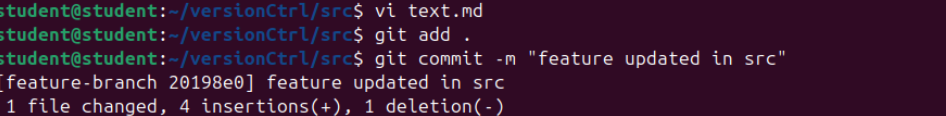 student@student:~/versionCtrl/src$ vi text.md
student@student:~/versionCtrl/src$ git add .
student@student:~/versionCtrl/src$ git commit -m "feature updated in src"
[feature-branch 20198e0] feature updated in src
 1 file changed, 4 insertions(+), 1 deletion(-)